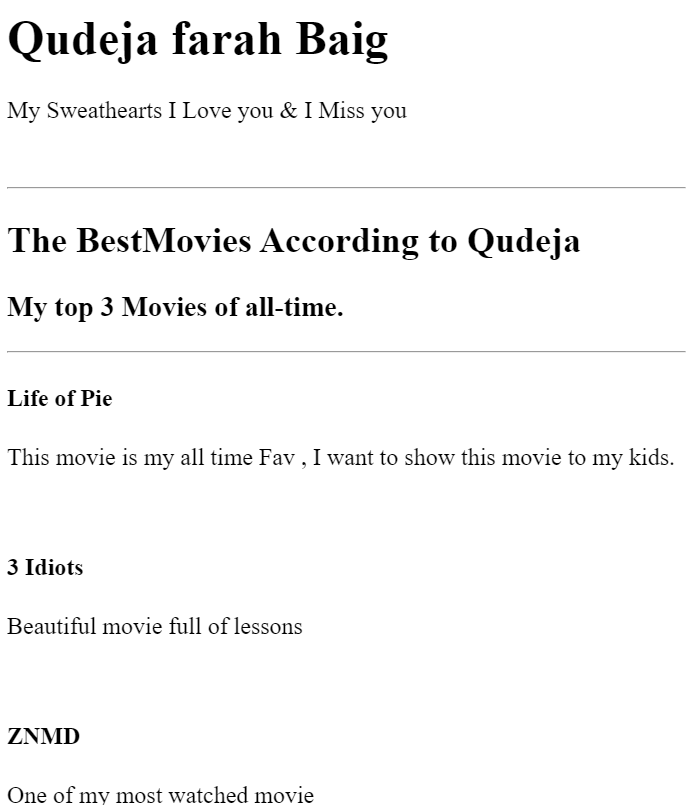 Qudeja farah Baig
My Sweathearts I Love you & I Miss you
The BestMovies According to Qudeja
My top 3 Movies of all-time.
Life of Pie
This movie is my all time Fav , I want to show this movie to my kids.
3 Idiots
Beautiful movie full of lessons
ZNMD
One of my most watched movie